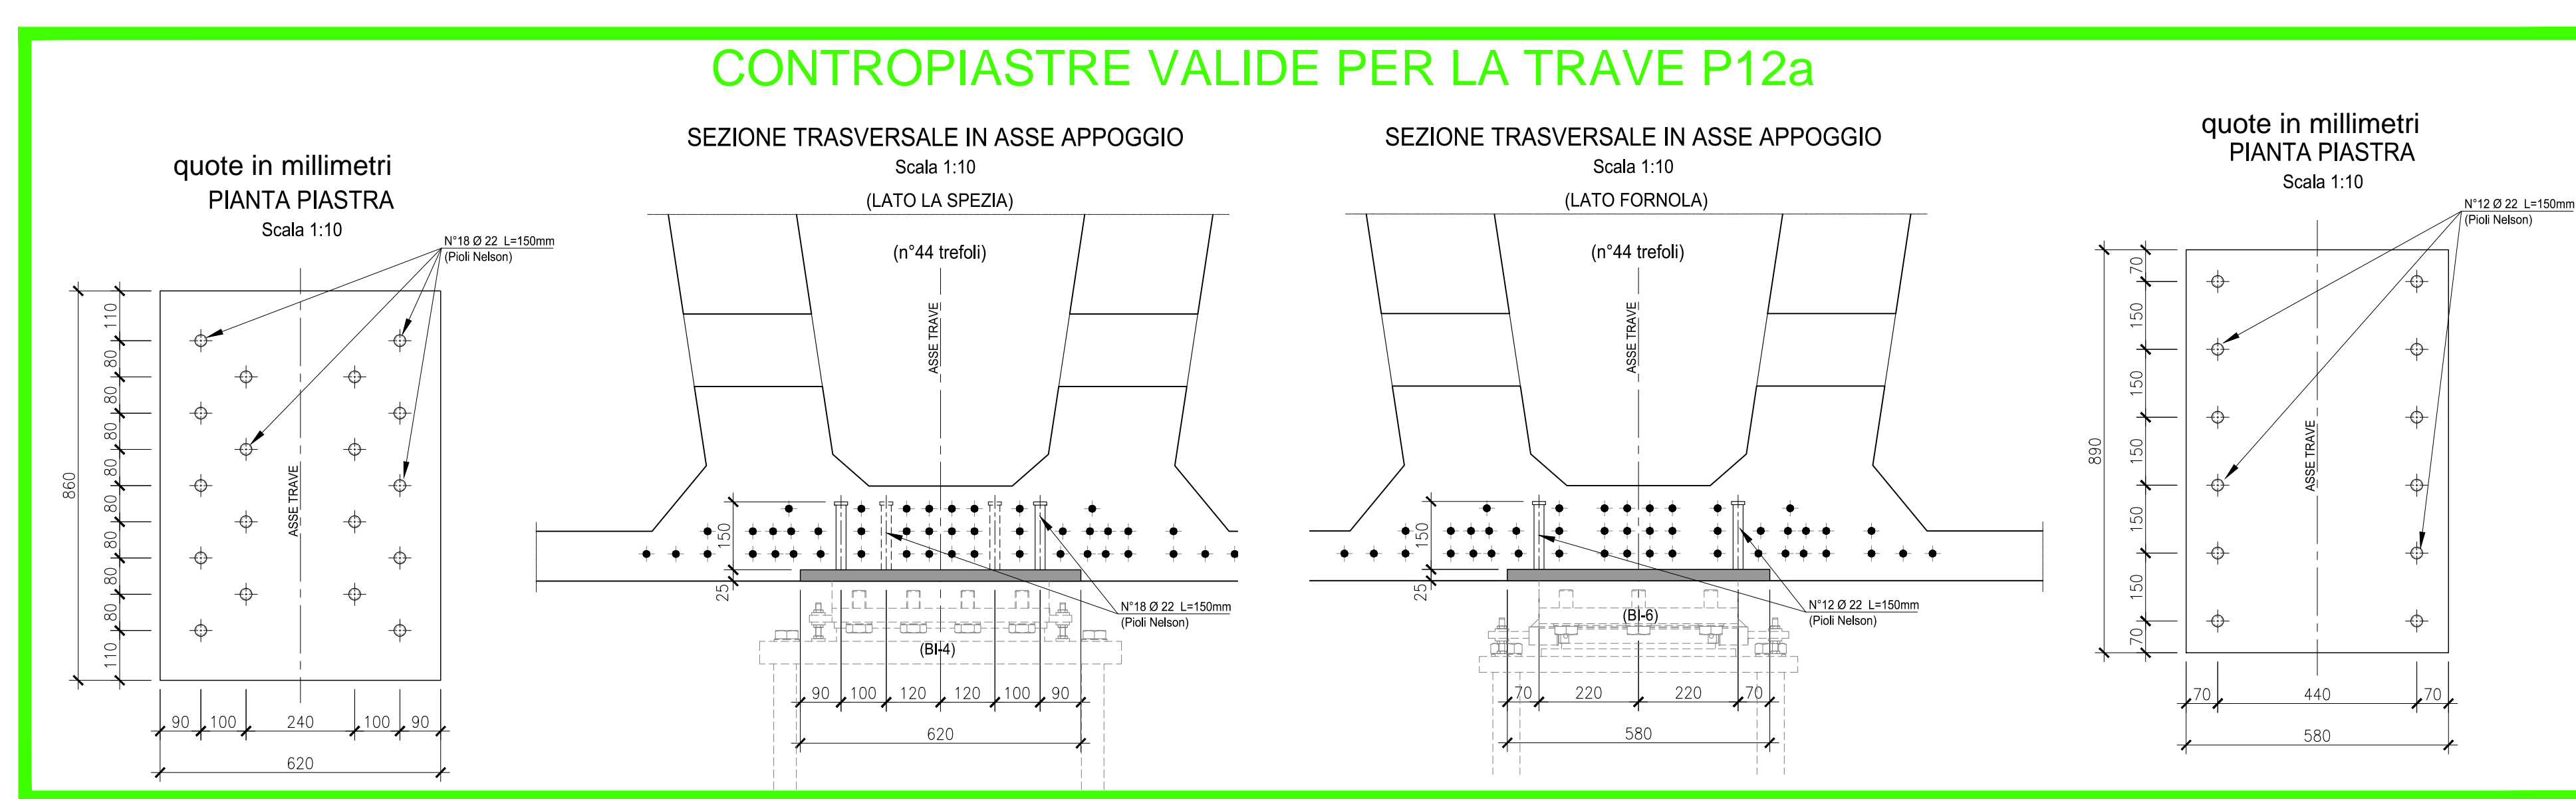 CONTROPIASTRE VALIDE PER LA TRAVE P12a
quote in millimetri
PIANTA PIASTRA
Scala 1:10
N°18 Ø 22 L=150mm
(Pioli Nelson)
860
110
80
80
80
80
80
80
80
80
110
ASSE TRAVE
90
100
240
100
90
620
SEZIONE TRASVERSALE IN ASSE APPOGGIO
Scala 1:10
(LATO LA SPEZIA)
(n°44 trefoli)
ASSE TRAVE
150
25
N°18 Ø 22 L=150mm
(Pioli Nelson)
(BI-4)
90
100
120
120
100
90
620
SEZIONE TRASVERSALE IN ASSE APPOGGIO
Scala 1:10
(LATO FORNOLA)
(n°44 trefoli)
ASSE TRAVE
150
25
N°12 Ø 22 L=150mm
(Pioli Nelson)
(BI-6)
70
220
220
70
580
quote in millimetri
PIANTA PIASTRA
Scala 1:10
N°12 Ø 22 L=150mm
(Pioli Nelson)
890
70
150
150
150
150
150
70
ASSE TRAVE
70
440
70
580